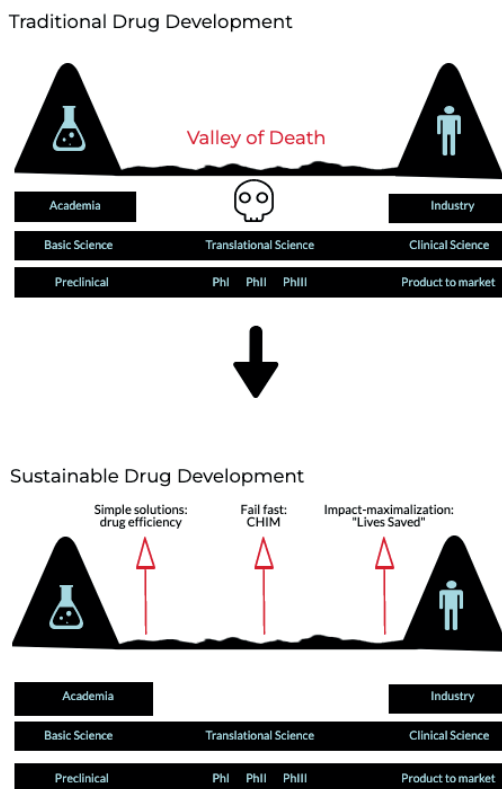 Traditional Drug Development
Valley of Death
Academia
Industry
Basic Science
Translational Science
Clinical Science
Preclinical
PhI PhII PhIII
Product to market
Sustainable Drug Development
Simple solutions:
drug efficiency
Fail fast:
CHIM
Impact-maximalization:
"Lives Saved"
Academia
Industry
Basic Science
Translational Science
Clinical Science
Preclinical
PhI PhII PhIII
Product to market